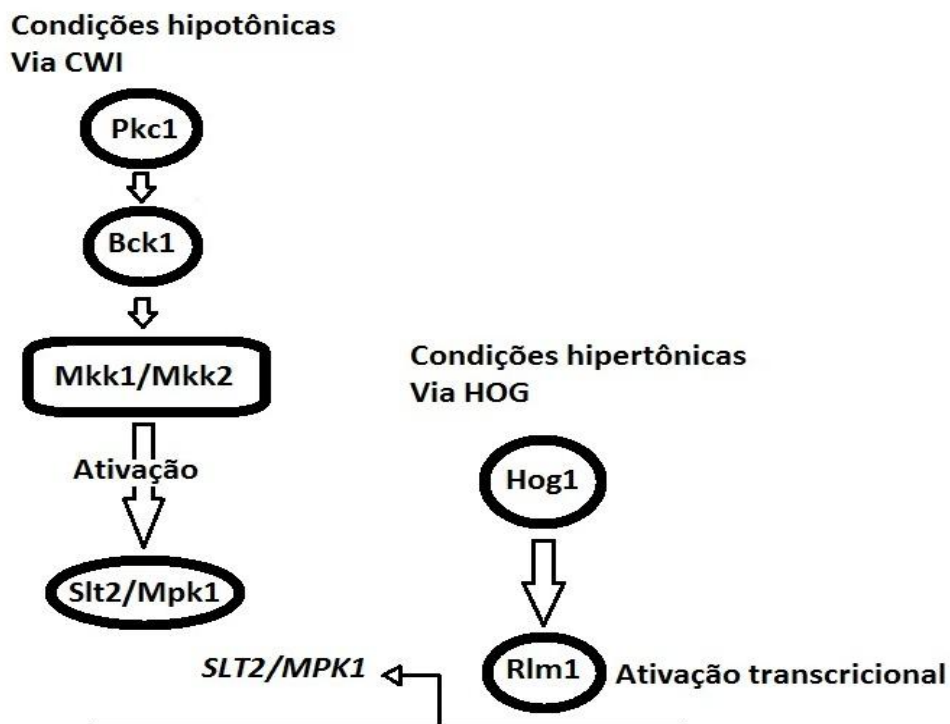 Condições hipotônicas
Via CWI
Pkc1
Bck1
Mkk1/Mkk2
Ativação
Slt2/Mpk1
Condições hipertônicas
Via HOG
Hog1
Rlm1
Ativação transcricional
SLT2/MPK1